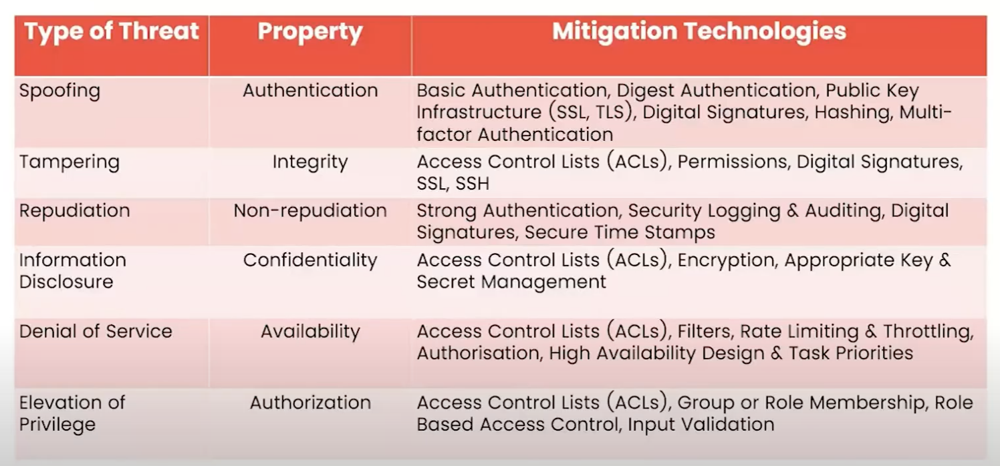 Type of Threat Property Mitigation Technologies
Spoofing Authentication Basic Authentication, Digest Authentication, Public Key
Infrastructure (SSL, TLS), Digital Signatures, Hashing, Multi-
factor Authentication
Tampering Integrity Access Control Lists (ACLs), Permissions, Digital Signatures,
SSL, SSH
Repudiation Non-repudiation Strong Authentication, Security Logging & Auditing, Digital
Signatures, Secure Time Stamps
Information Confidentiality Access Control Lists (ACLs), Encryption, Appropriate Key &
Disclosure Secret Management
Denial of Service Availability Access Control Lists (ACLs), Filters, Rate Limiting & Throttling,
Authorisation, High Availability Design & Task Priorities
Elevation of Authorization Access Control Lists (ACLs), Group or Role Membership, Role
Privilege Based Access Control, Input Validation